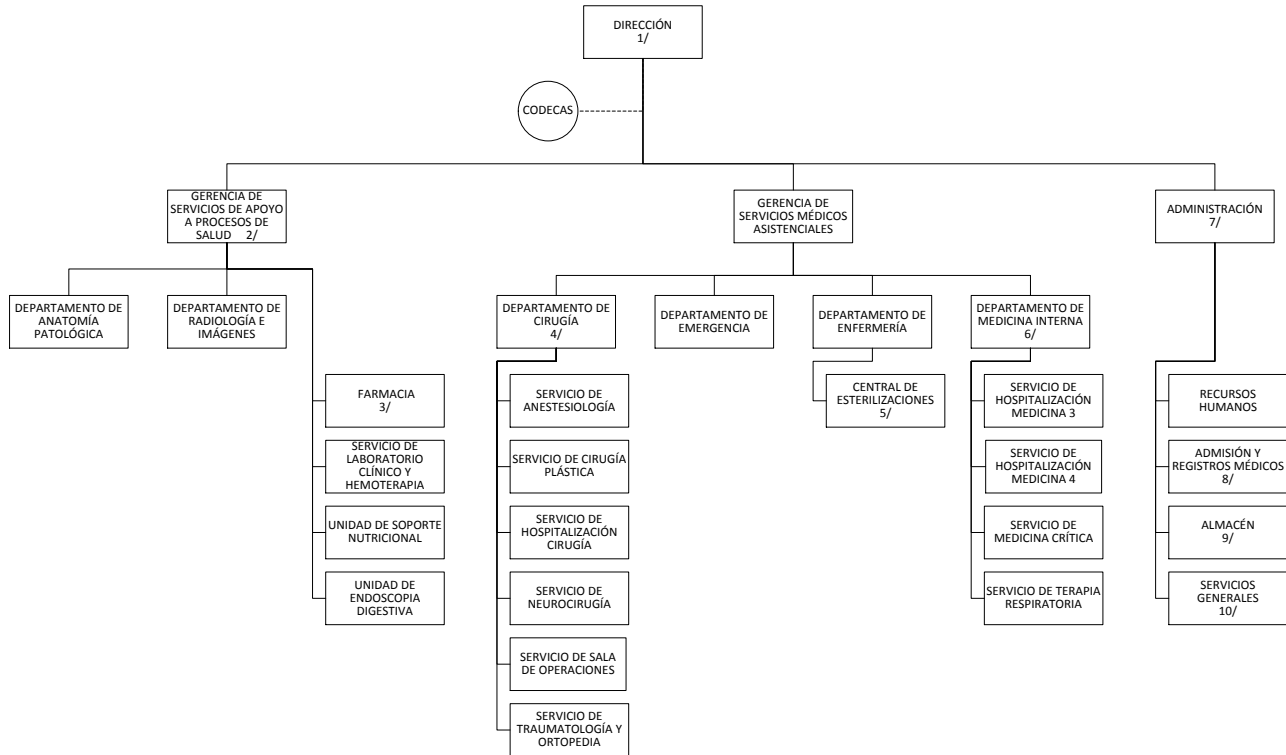 DIRECCIÓN
1/
CODECAS
GERENCIA DE
SERVICIOS DE APOYO
A PROCESOS DE
SALUD 2/
GERENCIA DE
SERVICIOS MÉDICOS
ASISTENCIALES
ADMINISTRACIÓN
7/
DEPARTAMENTO DE
ANATOMÍA
PATOLÓGICA
DEPARTAMENTO DE
RADIOLOGÍA E
IMÁGENES
DEPARTAMENTO DE
CIRUGÍA
4/
DEPARTAMENTO DE
EMERGENCIA
DEPARTAMENTO DE
ENFERMERÍA
DEPARTAMENTO DE
MEDICINA INTERNA
6/
FARMACIA
3/
SERVICIO DE
LABORATORIO
CLÍNICO Y
HEMOTERAPIA
UNIDAD DE SOPORTE
NUTRICIONAL
UNIDAD DE
ENDOSCOPIA
DIGESTIVA
SERVICIO DE
ANESTESIOLOGÍA
SERVICIO DE CIRUGÍA
PLÁSTICA
SERVICIO DE
HOSPITALIZACIÓN
CIRUGÍA
SERVICIO DE
NEUROCIRUGÍA
SERVICIO DE SALA
DE OPERACIONES
SERVICIO DE
TRAUMATOLOGÍA Y
ORTOPEDIA
CENTRAL DE
ESTERILIZACIONES
5/
SERVICIO DE
HOSPITALIZACIÓN
MEDICINA 3
SERVICIO DE
HOSPITALIZACIÓN
MEDICINA 4
SERVICIO DE
MEDICINA CRÍTICA
SERVICIO DE TERAPIA
RESPIRATORIA
RECURSOS
HUMANOS
ADMISIÓN Y
REGISTROS MÉDICOS
8/
ALMACÉN
9/
SERVICIOS
GENERALES
10/